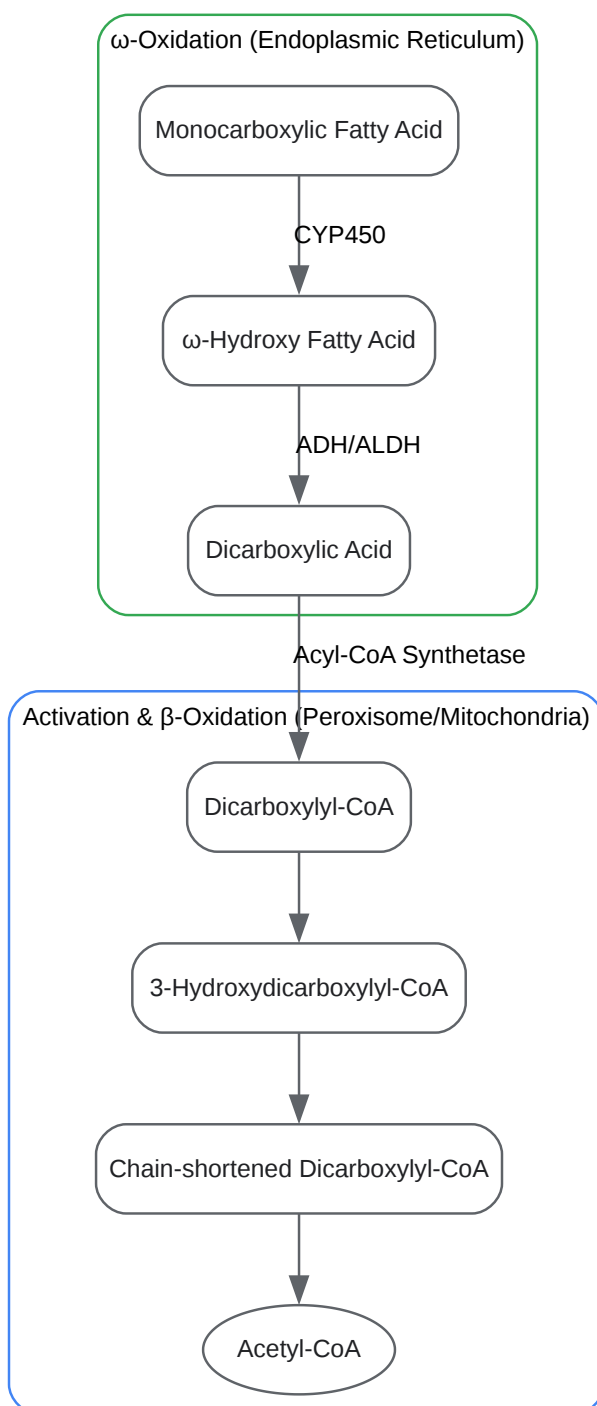 ω-Oxidation (Endoplasmic Reticulum)
Monocarboxylic Fatty Acid
CYP450
ω-Hydroxy Fatty Acid
ADH/ALDH
Dicarboxylic Acid
Acyl-CoA Synthetase
Activation & β-Oxidation (Peroxisome/Mitochondria)
Dicarboxylyl-CoA
3-Hydroxydicarboxylyl-CoA
Chain-shortened Dicarboxylyl-CoA
Acetyl-CoA